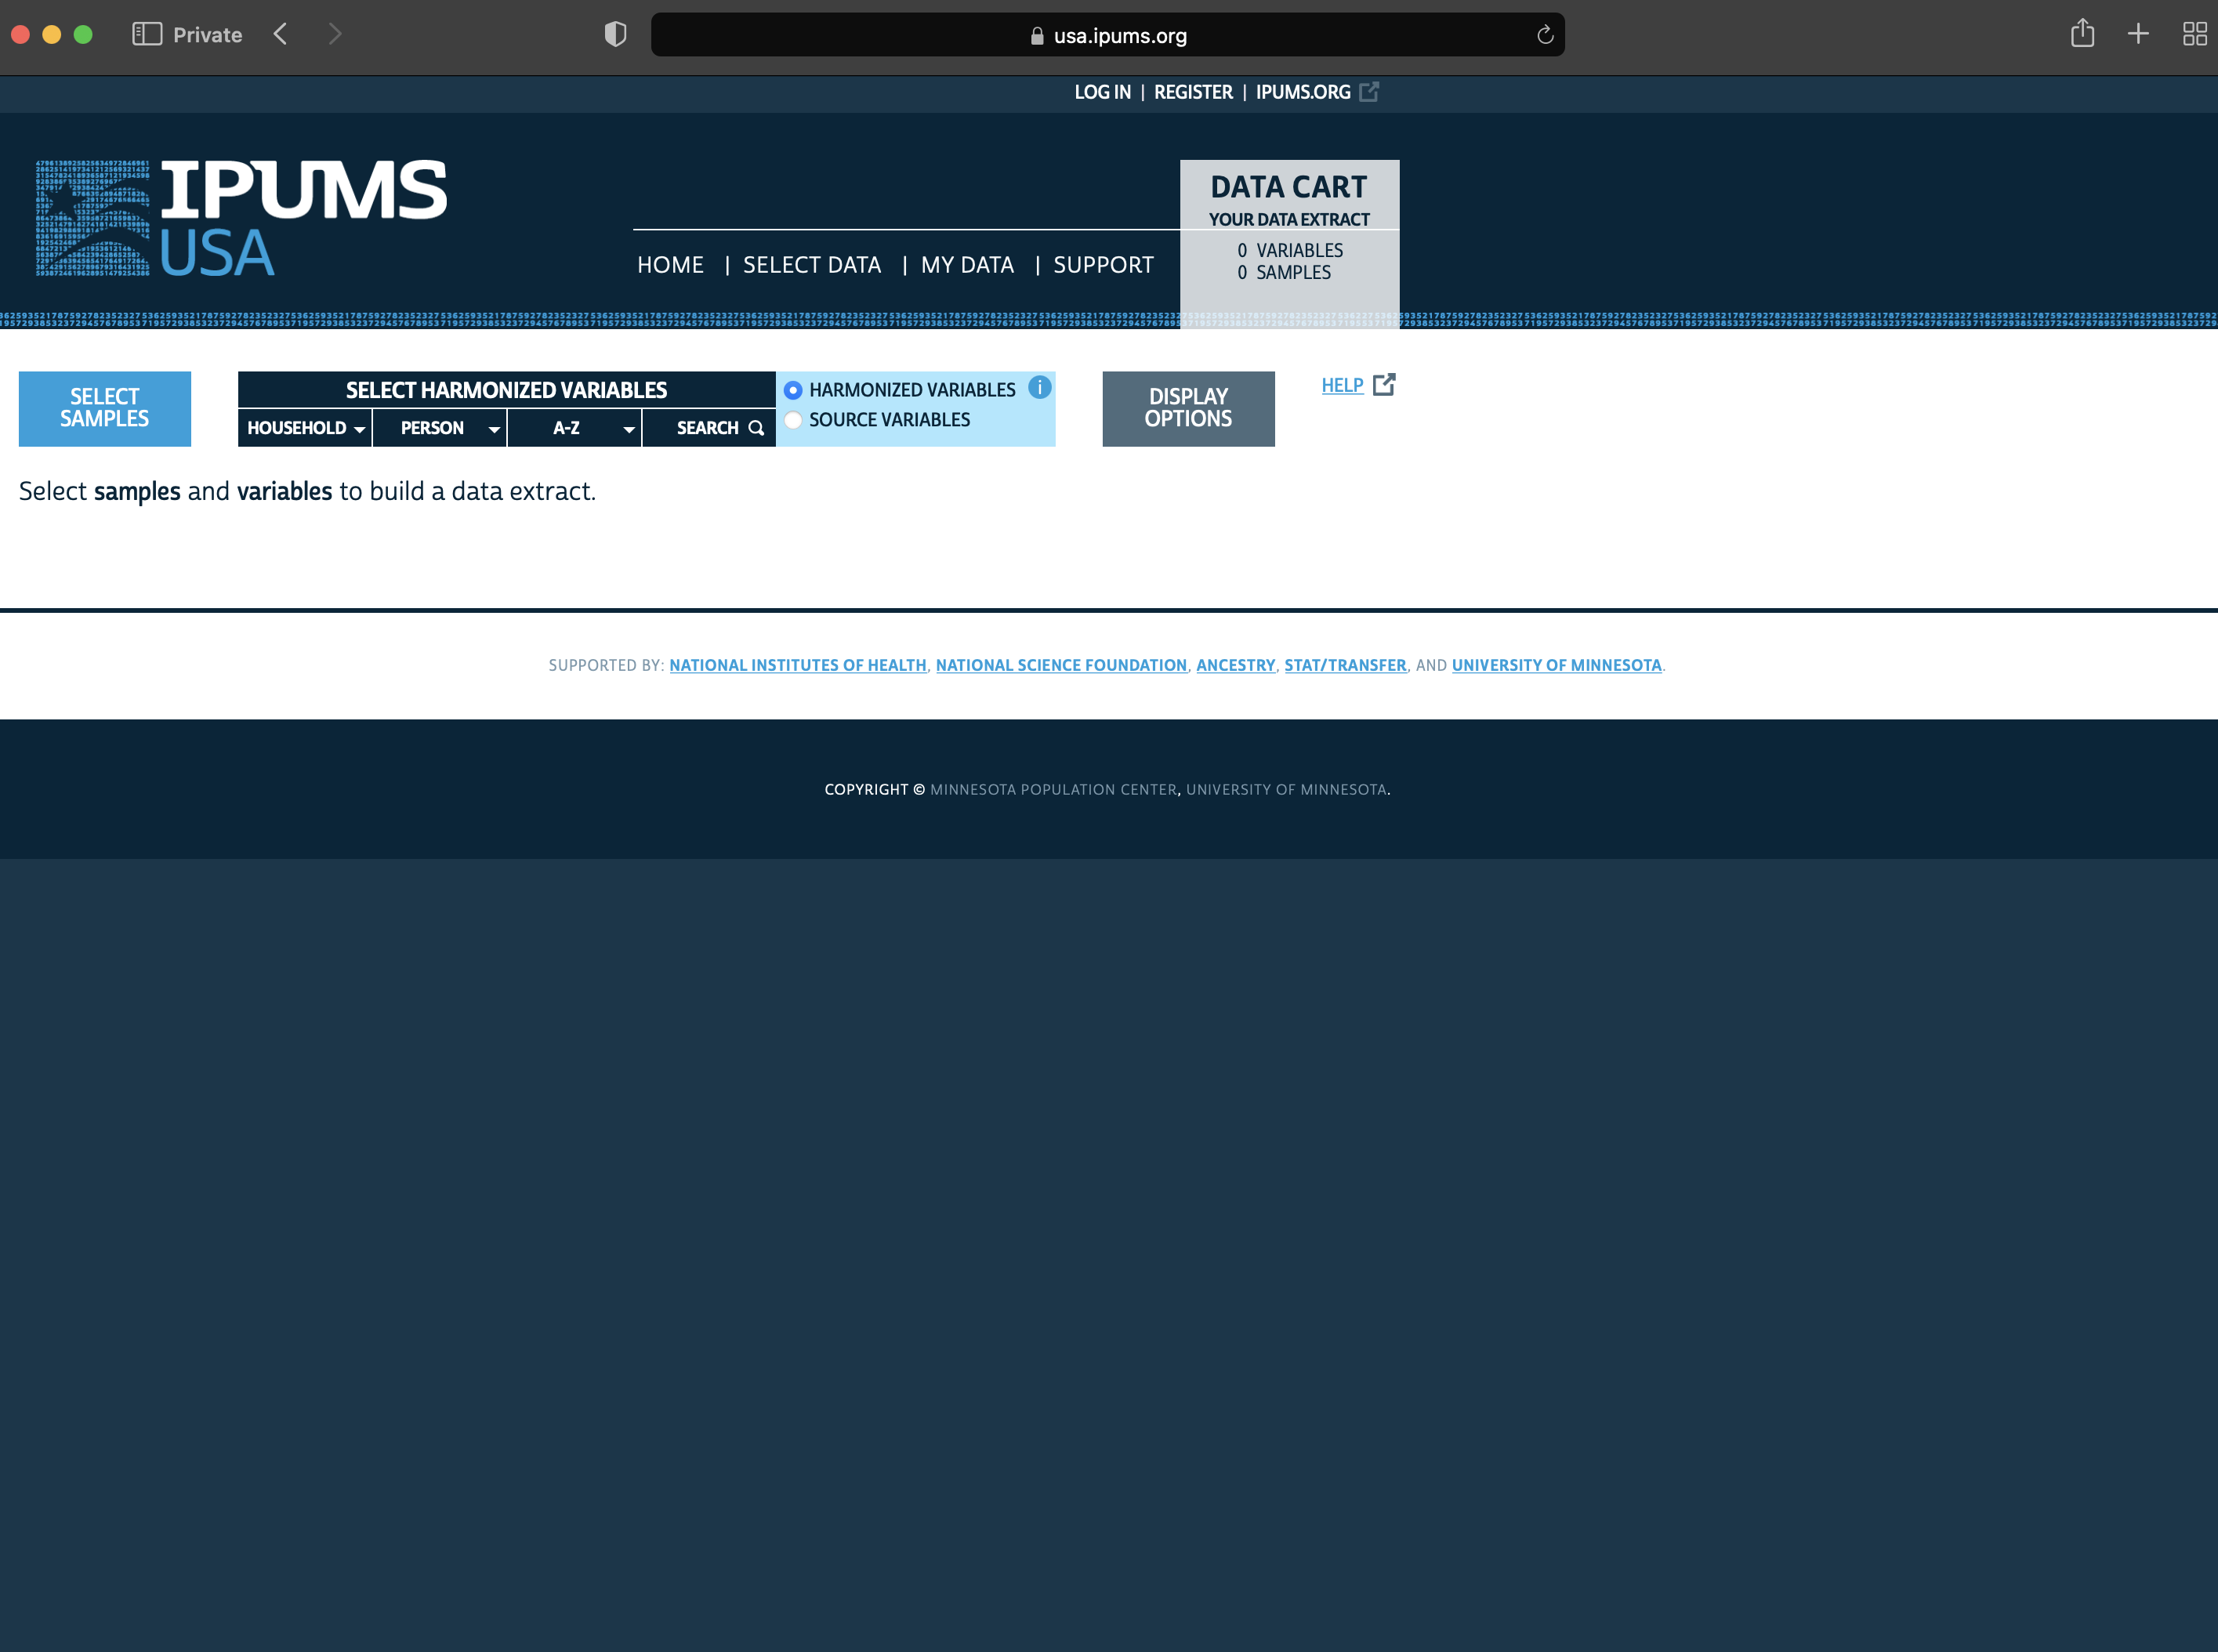 Private
usa.ipums.org
LOG IN | REGISTER | IPUMS.ORG
IPUMS
USA
DATA CART
YOUR DATA EXTRACT
0 VARIABLES
0 SAMPLES
HOME | SELECT DATA | MY DATA | SUPPORT
SELECT
SAMPLES
SELECT HARMONIZED VARIABLES
HOUSEHOLD PERSON A-Z SEARCH
HARMONIZED VARIABLES i
SOURCE VARIABLES
DISPLAY
OPTIONS
HELP
Select samples and variables to build a data extract.
SUPPORTED BY: NATIONAL INSTITUTES OF HEALTH, NATIONAL SCIENCE FOUNDATION, ANCESTRY, STAT/TRANSFER, AND UNIVERSITY OF MINNESOTA.
COPYRIGHT © MINNESOTA POPULATION CENTER, UNIVERSITY OF MINNESOTA.